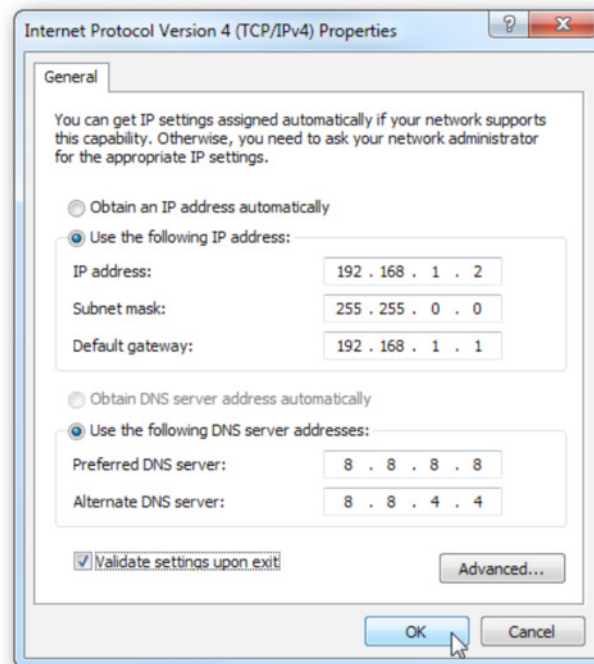 Internet Protocol Version 4 (TCP/IPv4) Properties
General
You can get IP settings assigned automatically if your network supports
this capability. Otherwise, you need to ask your network administrator
for the appropriate IP settings.
Obtain an IP address automatically
Use the following IP address:
IP address: 192 . 168 . 1 . 2
Subnet mask: 255 . 255 . 0 . 0
Default gateway: 192 . 168 . 1 . 1
Obtain DNS server address automatically
Use the following DNS server addresses:
Preferred DNS server: 8 . 8 . 8 . 8
Alternate DNS server: 8 . 8 . 4 . 4
Validate settings upon exit
Advanced...
OK Cancel